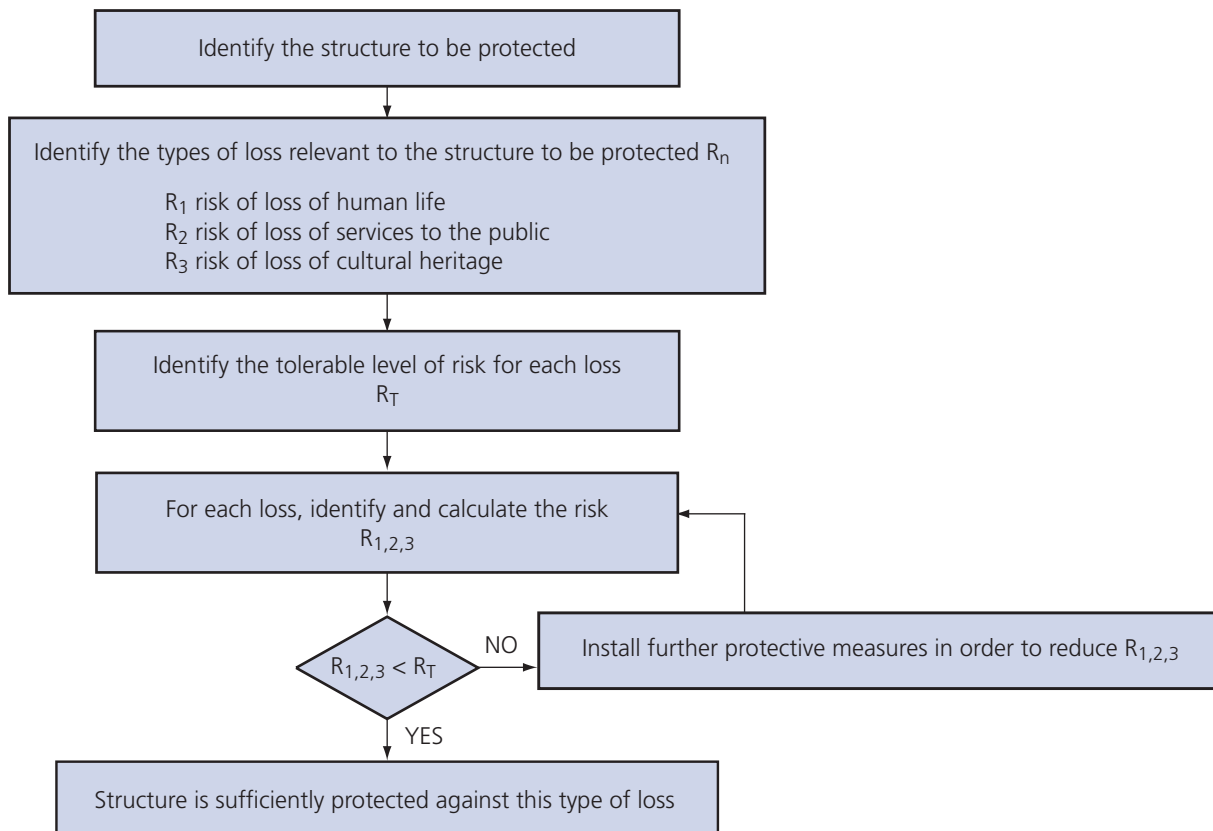 Identify the structure to be protected
Identify the types of loss relevant to the structure to be protected Rₙ
R₁ risk of loss of human life
R₂ risk of loss of services to the public
R₃ risk of loss of cultural heritage
Identify the tolerable level of risk for each loss
R_T
For each loss, identify and calculate the risk
R₁,₂,₃
R₁,₂,₃ < R_T
NO
Install further protective measures in order to reduce R₁,₂,₃
YES
Structure is sufficiently protected against this type of loss